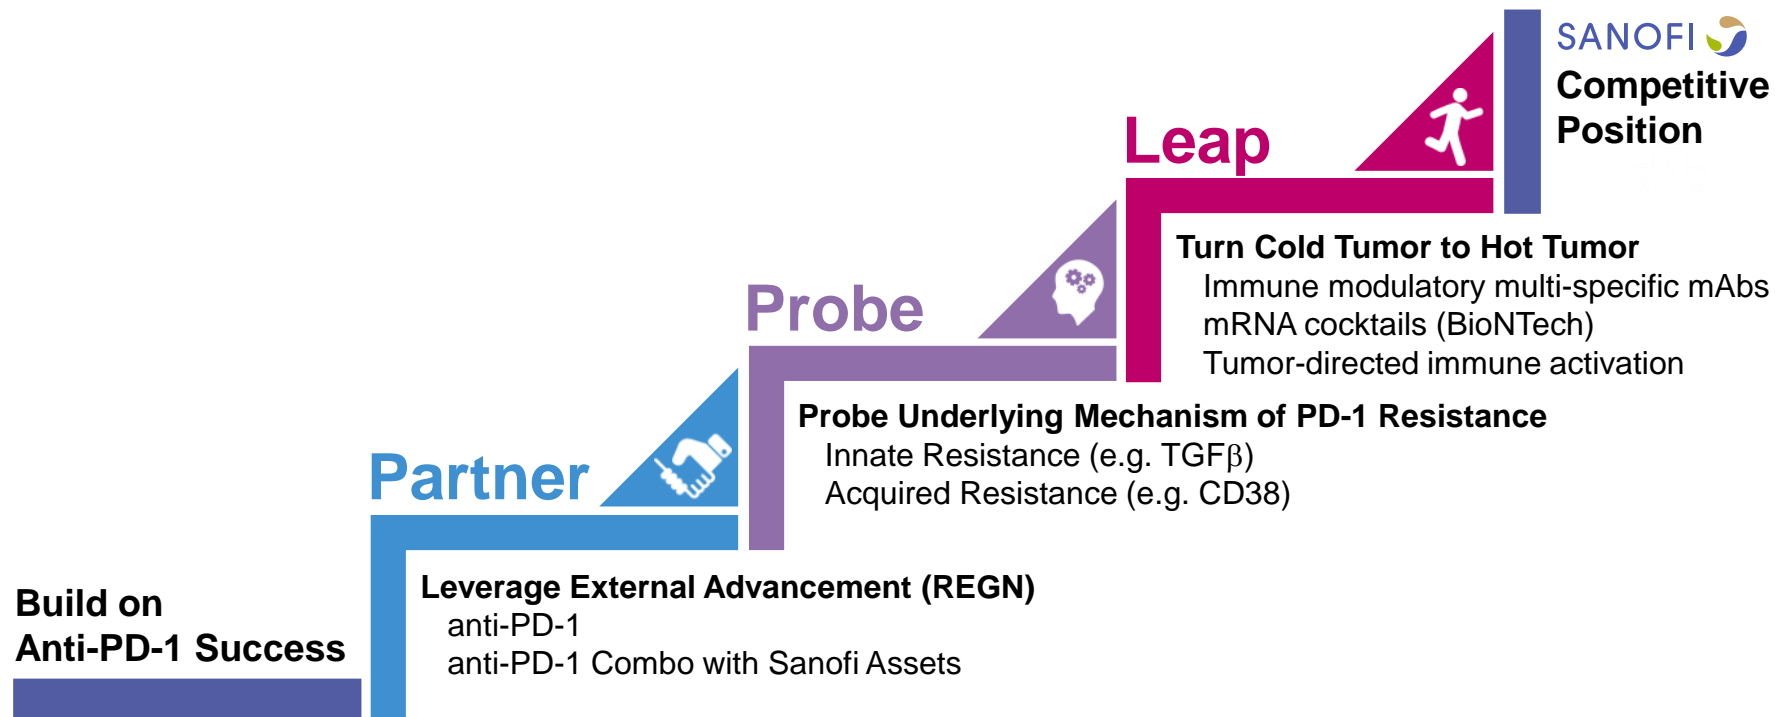 SANOFI
Competitive
Position
Leap
Turn Cold Tumor to Hot Tumor
Immune modulatory multi-specific mAbs
mRNA cocktails (BioNTech)
Tumor-directed immune activation
Probe
Probe Underlying Mechanism of PD-1 Resistance
Innate Resistance (e.g. TGFβ)
Acquired Resistance (e.g. CD38)
Partner
Leverage External Advancement (REGN)
anti-PD-1
anti-PD-1 Combo with Sanofi Assets
Build on
Anti-PD-1 Success